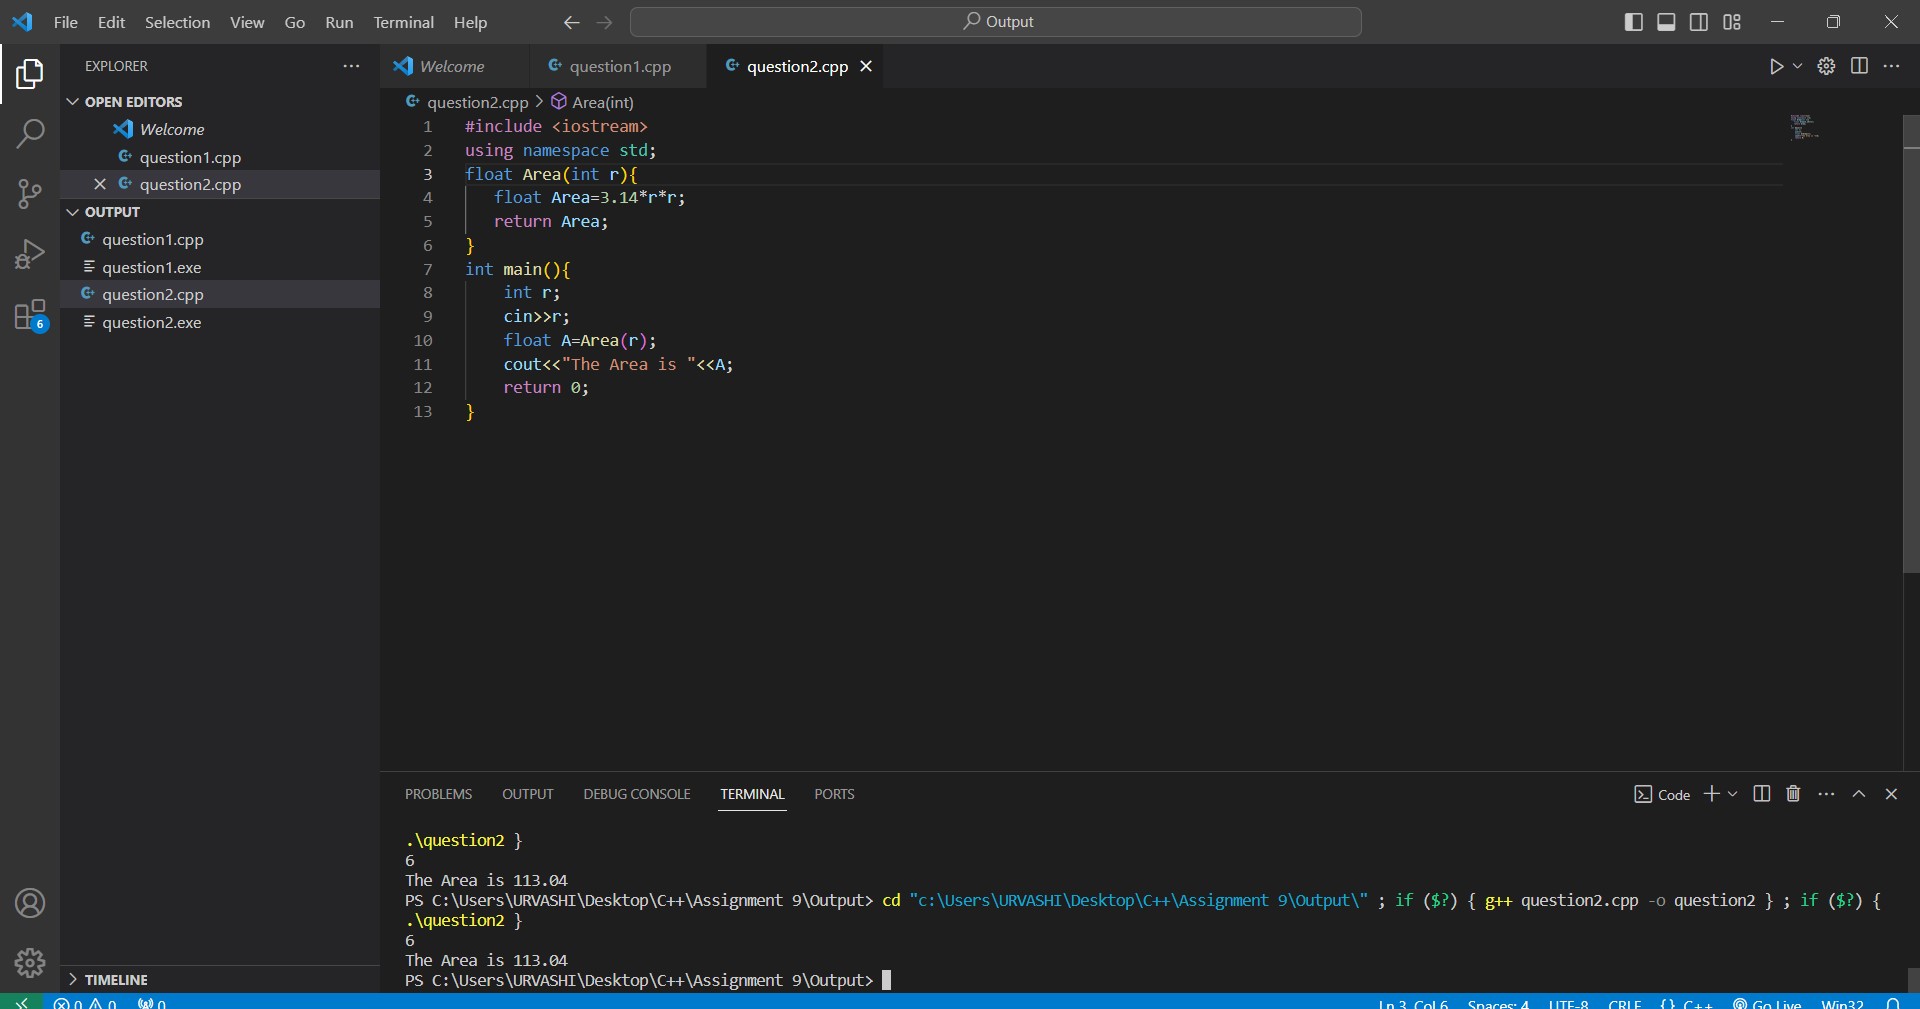 File Edit Selection View Go Run Terminal Help
Output
EXPLORER
OPEN EDITORS
Welcome
question1.cpp
question2.cpp
OUTPUT
question1.cpp
question1.exe
question2.cpp
question2.exe
TIMELINE
6
Welcome question1.cpp question2.cpp
question2.cpp > Area(int)
1 #include <iostream>
2 using namespace std;
3 float Area(int r){
4 float Area=3.14*r*r;
5 return Area;
6 }
7 int main(){
8 int r;
9 cin>>r;
10 float A=Area(r);
11 cout<<"The Area is "<<A;
12 return 0;
13 }
PROBLEMS OUTPUT DEBUG CONSOLE TERMINAL PORTS
Code
.\question2 }
6
The Area is 113.04
PS C:\Users\URVASHI\Desktop\C++\Assignment 9\Output> cd "c:\Users\URVASHI\Desktop\C++\Assignment 9\Output\" ; if ($?) { g++ question2.cpp -o question2 } ; if ($?) {
.\question2 }
6
The Area is 113.04
PS C:\Users\URVASHI\Desktop\C++\Assignment 9\Output>
0 0 0 Ln 3, Col 6 Spaces: 4 UTF-8 CRLF {} C++ Go Live Win32